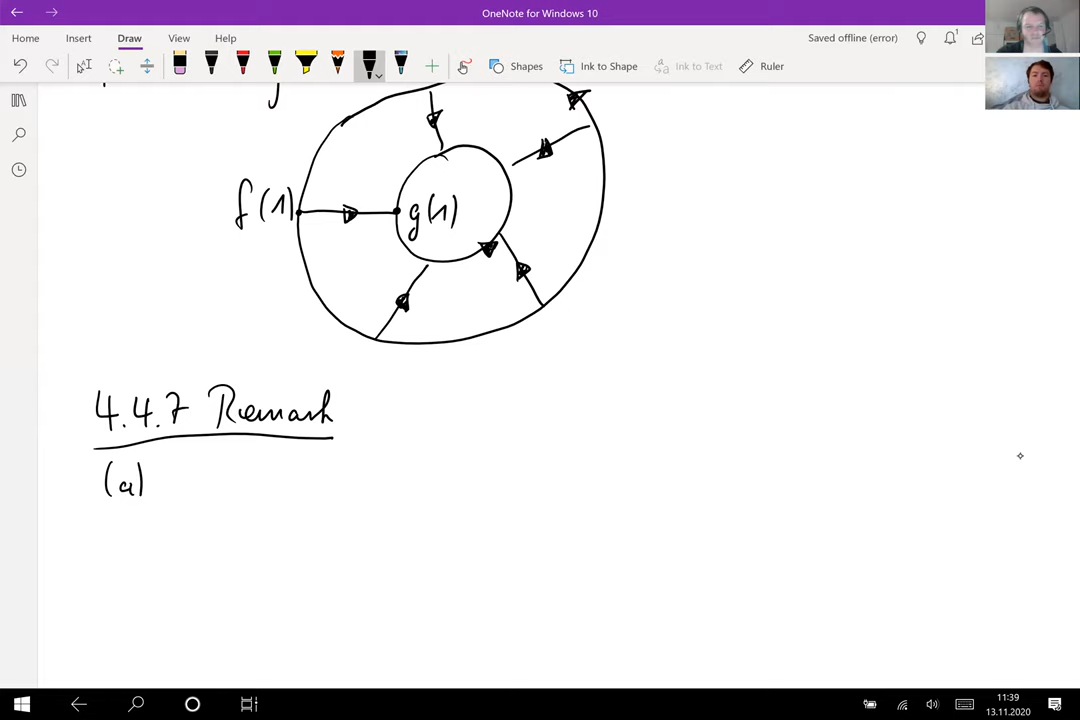 OneNote for Windows 10
Home Insert Draw View Help Saved offline (error)
Shapes Ink to Shape Ink to Text Ruler
f(1)
g(1)
4.4.7 Remark
(a)
11:39
13.11.2020